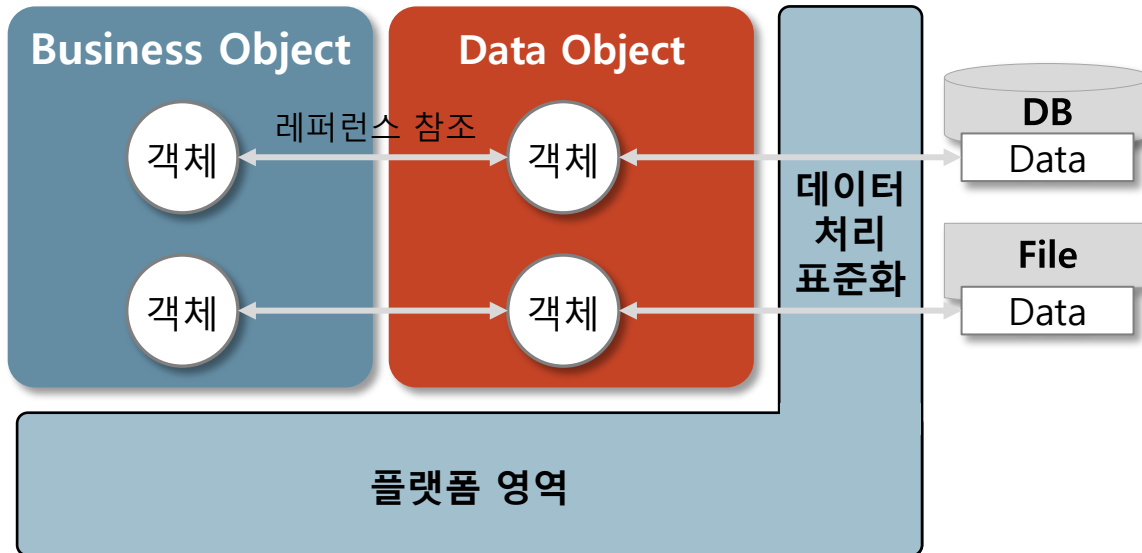 Business Object
Data Object
레퍼런스 참조
객체
객체
DB
Data
데이터
처리
표준화
객체
객체
File
Data
플랫폼 영역